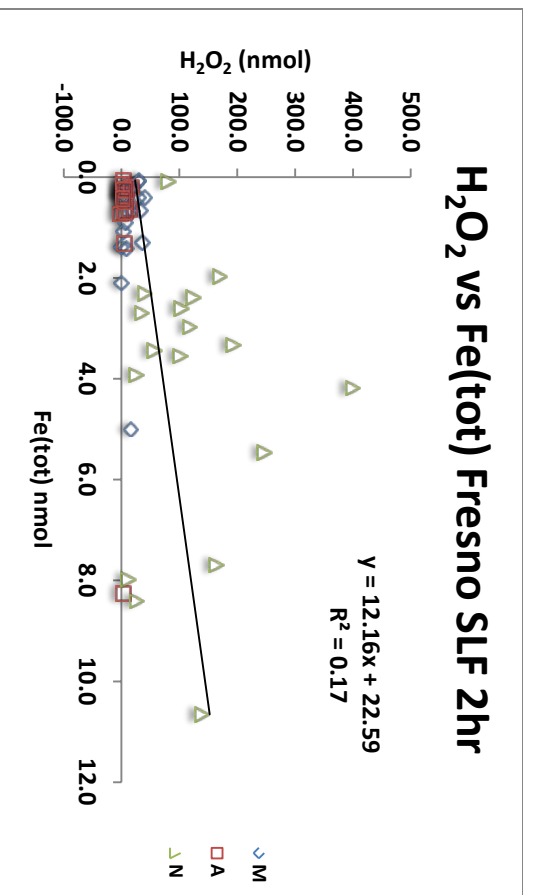 H₂O₂ vs Fe(tot) Fresno SLF 2hr
500.0
400.0
300.0
200.0
100.0
0.0
-100.0
H₂O₂ (nmol)
0.0
2.0
4.0
6.0
8.0
10.0
12.0
Fe(tot) nmol
y = 12.16x + 22.59
R² = 0.17
M
A
N